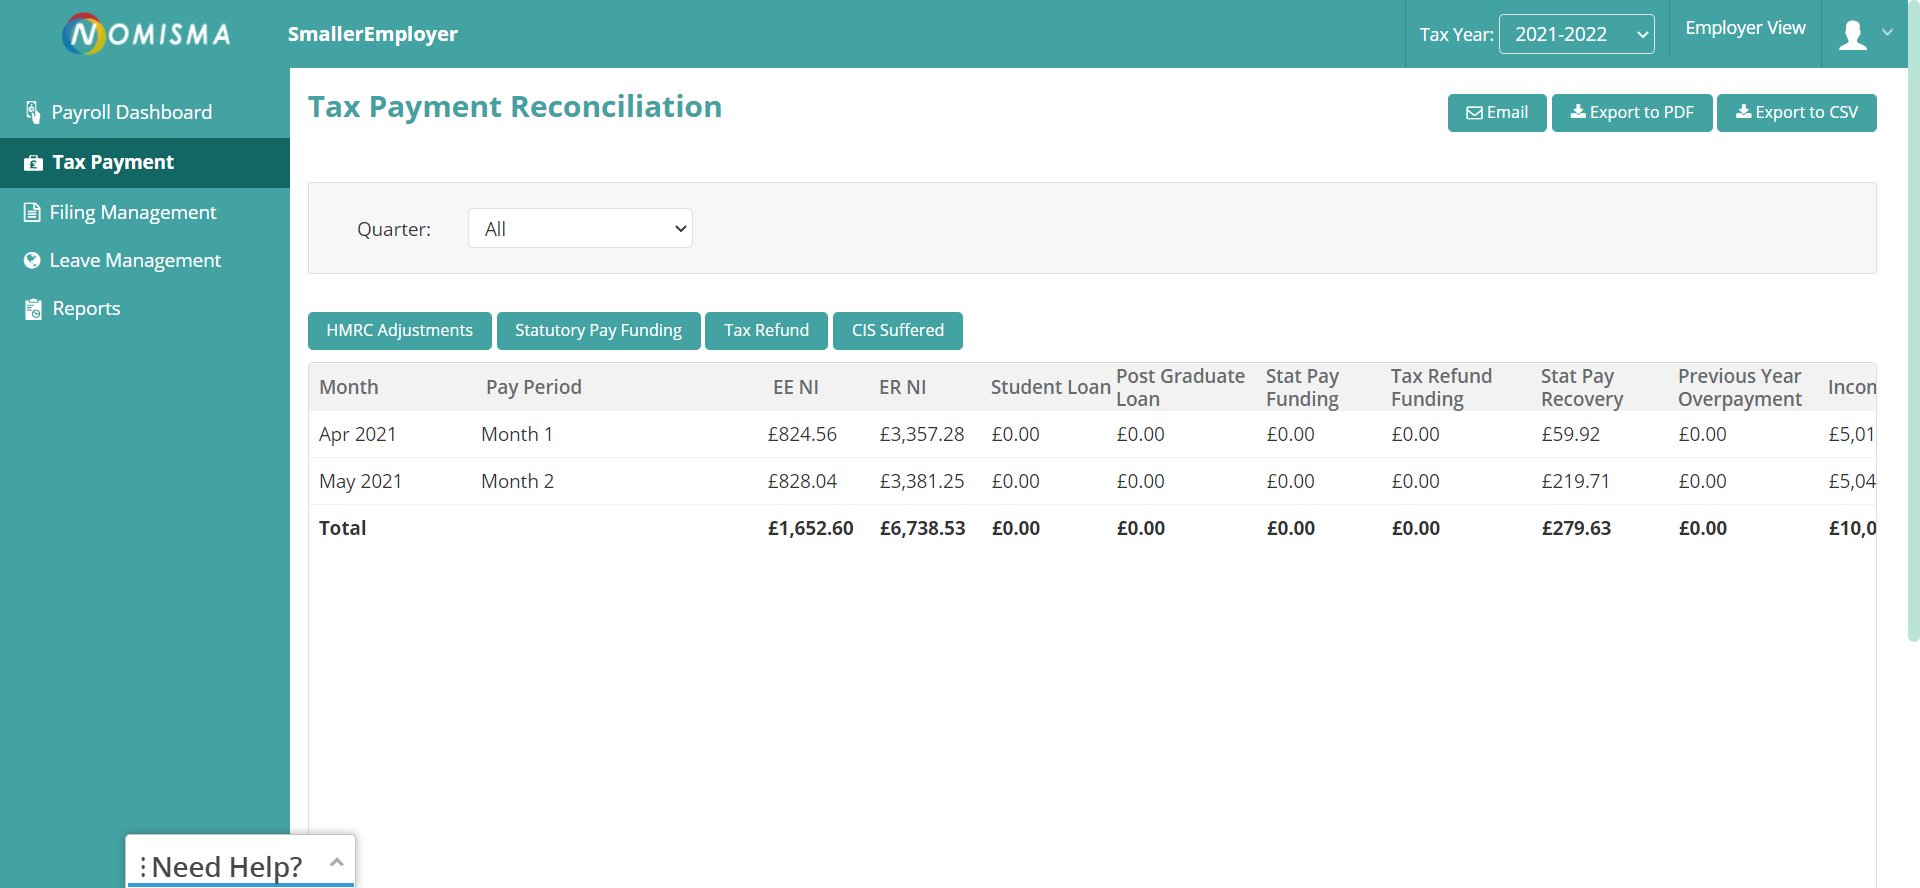 NOMISMA
SmallerEmployer
Tax Year: 2021-2022
Employer View
Payroll Dashboard
Tax Payment
Filing Management
Leave Management
Reports
Tax Payment Reconciliation
Email
Export to PDF
Export to CSV
Quarter: All
HMRC Adjustments
Statutory Pay Funding
Tax Refund
CIS Suffered
Month Pay Period EE NI ER NI Student Loan Post Graduate Loan Stat Pay Funding Tax Refund Funding Stat Pay Recovery Previous Year Overpayment Incom
Apr 2021 Month 1 £824.56 £3,357.28 £0.00 £0.00 £0.00 £0.00 £59.92 £0.00 £5,01
May 2021 Month 2 £828.04 £3,381.25 £0.00 £0.00 £0.00 £0.00 £219.71 £0.00 £5,04
Total £1,652.60 £6,738.53 £0.00 £0.00 £0.00 £0.00 £279.63 £0.00 £10,0
Need Help?